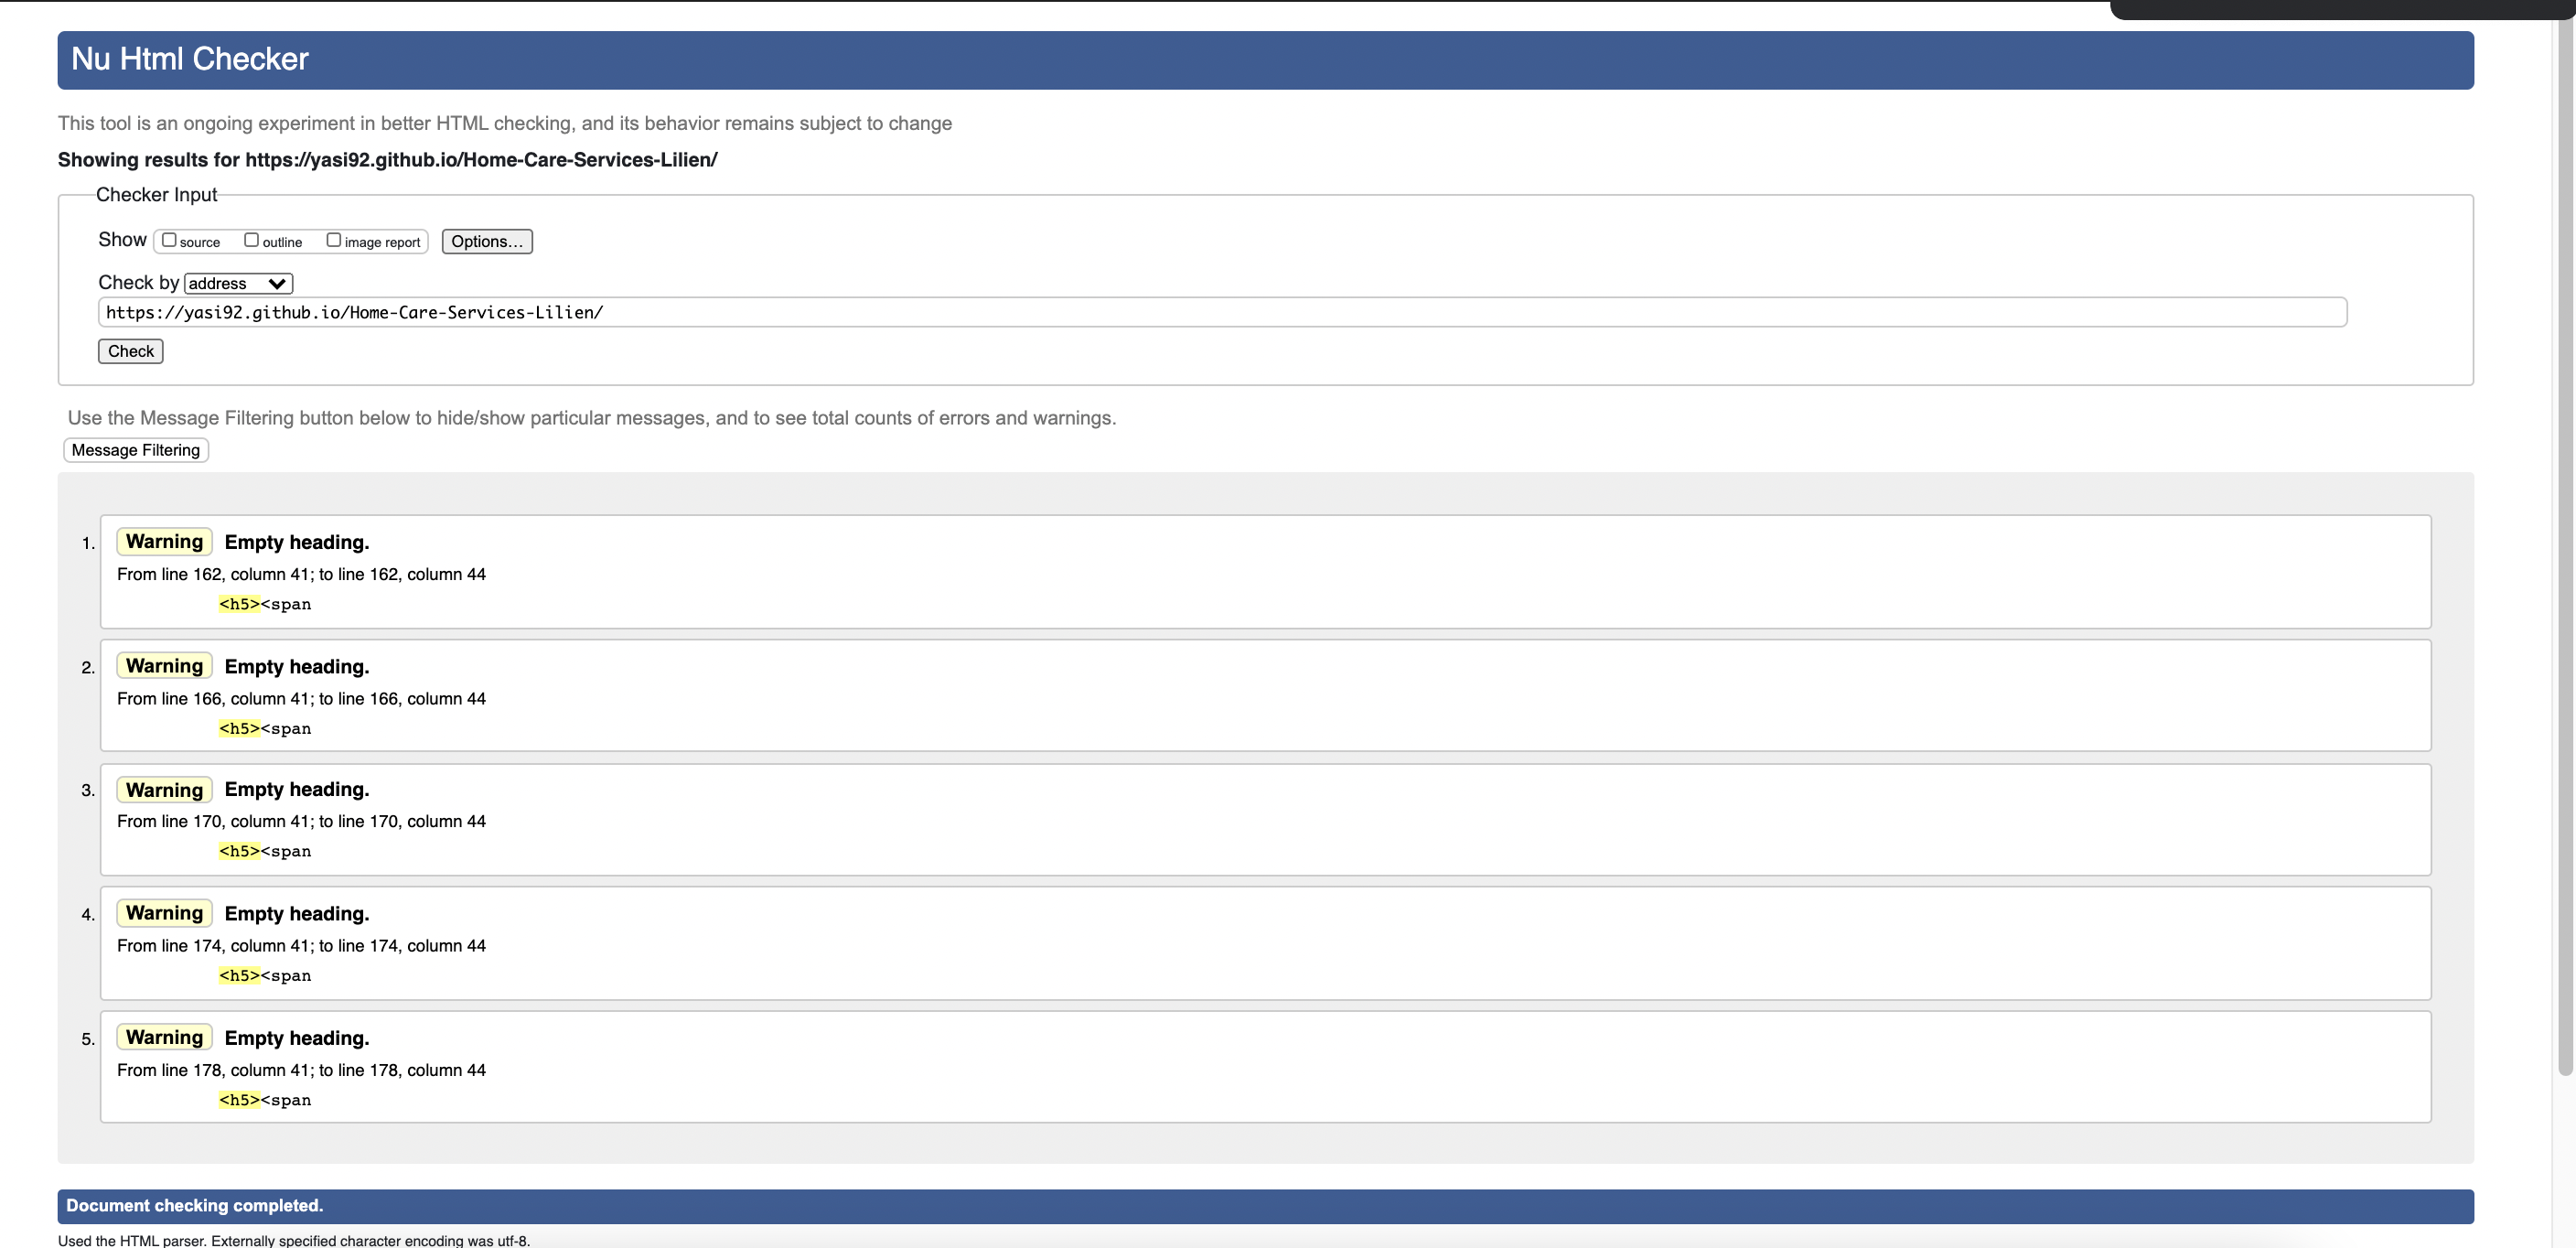 Nu Html Checker
This tool is an ongoing experiment in better HTML checking, and its behavior remains subject to change
Showing results for https://yasi92.github.io/Home-Care-Services-Lilien/
Checker Input
Show source outline image report Options...
Check by address
https://yasi92.github.io/Home-Care-Services-Lilien/
Check
Use the Message Filtering button below to hide/show particular messages, and to see total counts of errors and warnings.
Message Filtering
1. Warning Empty heading.
From line 162, column 41; to line 162, column 44
<h5><span
2. Warning Empty heading.
From line 166, column 41; to line 166, column 44
<h5><span
3. Warning Empty heading.
From line 170, column 41; to line 170, column 44
<h5><span
4. Warning Empty heading.
From line 174, column 41; to line 174, column 44
<h5><span
5. Warning Empty heading.
From line 178, column 41; to line 178, column 44
<h5><span
Document checking completed.
Used the HTML parser. Externally specified character encoding was utf-8.